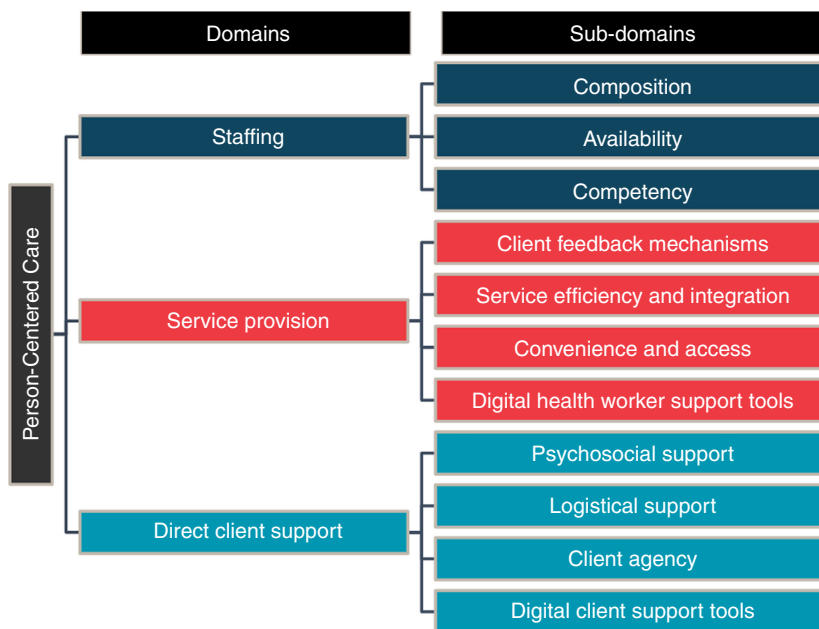 Domains
Sub-domains
Person-Centered Care
Staffing
Composition
Availability
Competency
Service provision
Client feedback mechanisms
Service efficiency and integration
Convenience and access
Digital health worker support tools
Direct client support
Psychosocial support
Logistical support
Client agency
Digital client support tools